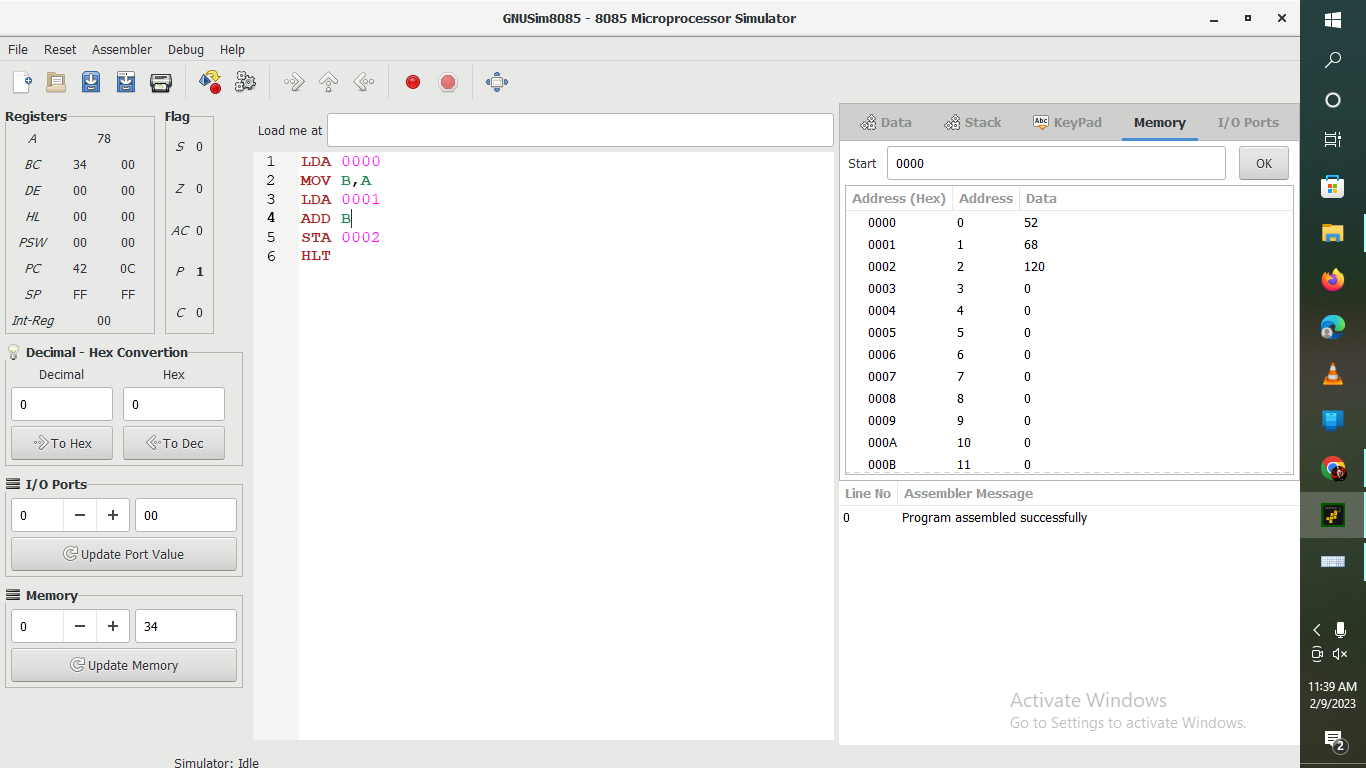 GNUSim8085 - 8085 Microprocessor Simulator
File Reset Assembler Debug Help
Registers
A 78
BC 34 00
DE 00 00
HL 00 00
PSW 00 00
PC 42 0C
SP FF FF
Int-Reg 00
Flag
S 0
Z 0
AC 0
P 1
C 0
Decimal - Hex Convertion
Decimal Hex
0 0
To Hex To Dec
I/O Ports
0 − + 00
Update Port Value
Memory
0 − + 34
Update Memory
Load me at
1 LDA 0000
2 MOV B,A
3 LDA 0001
4 ADD B
5 STA 0002
6 HLT
Data Stack Abc KeyPad Memory I/O Ports
Start 0000 OK
Address (Hex) Address Data
0000 0 52
0001 1 68
0002 2 120
0003 3 0
0004 4 0
0005 5 0
0006 6 0
0007 7 0
0008 8 0
0009 9 0
000A 10 0
000B 11 0
Line No Assembler Message
0 Program assembled successfully
Activate Windows
Go to Settings to activate Windows.
Simulator: Idle
11:39 AM
2/9/2023
2